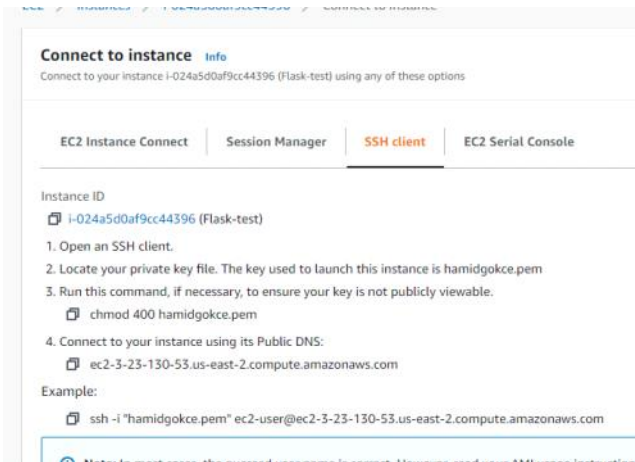 Connect to instance Info
Connect to your instance i-024a5d0af9cc44396 (Flask-test) using any of these options
EC2 Instance Connect Session Manager SSH client EC2 Serial Console
Instance ID
i-024a5d0af9cc44396 (Flask-test)
1. Open an SSH client.
2. Locate your private key file. The key used to launch this instance is hamidgokce.pem
3. Run this command, if necessary, to ensure your key is not publicly viewable.
chmod 400 hamidgokce.pem
4. Connect to your instance using its Public DNS:
ec2-3-23-130-53.us-east-2.compute.amazonaws.com
Example:
ssh -i "hamidgokce.pem" ec2-user@ec2-3-23-130-53.us-east-2.compute.amazonaws.com